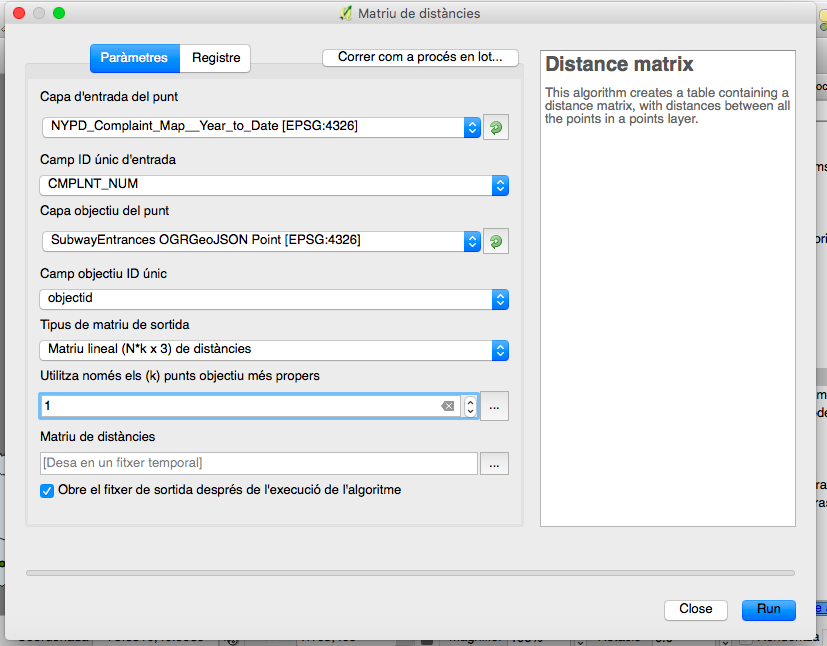 Matriu de distàncies
Paràmetres Registre Córrer com a procés en lot...
Capa d'entrada del punt
NYPD_Complaint_Map__Year_to_Date [EPSG:4326]
Camp ID únic d'entrada
CMPLNT_NUM
Capa objectiu del punt
SubwayEntrances OGRGeoJSON Point [EPSG:4326]
Camp objectiu ID únic
objectid
Tipus de matriu de sortida
Matriu lineal (N*k x 3) de distàncies
Utilitza només els (k) punts objectiu més propers
1
...
Matriu de distàncies
[Desa en un fitxer temporal]
...
Obre el fitxer de sortida després de l'execució de l'algoritme
Distance matrix
This algorithm creates a table containing a
distance matrix, with distances between all
the points in a points layer.
Close Run